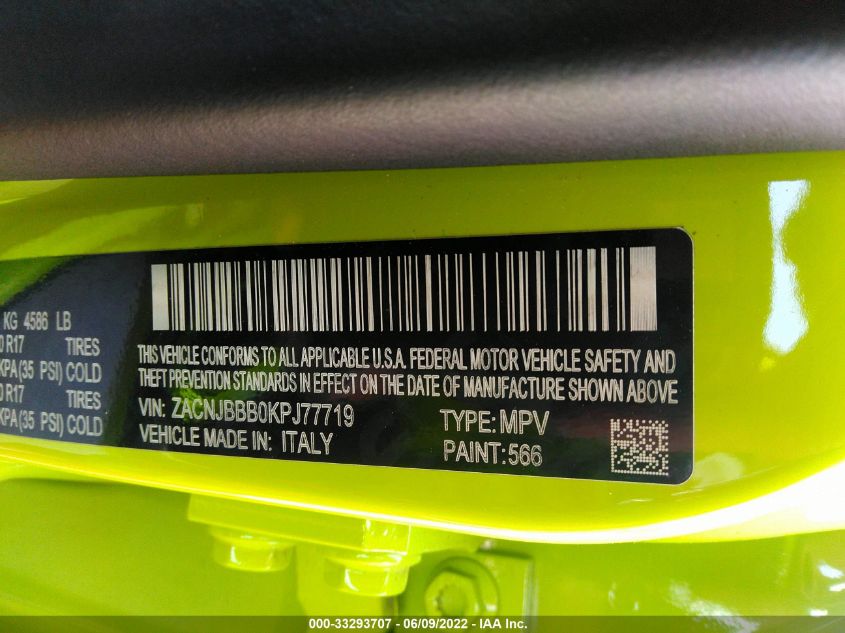 KG 4586 LB
0 R17 TIRES
KPA(35 PSI) COLD
0 R17 TIRES
KPA(35 PSI) COLD
THIS VEHICLE CONFORMS TO ALL APPLICABLE U.S.A. FEDERAL MOTOR VEHICLE SAFETY AND
THEFT PREVENTION STANDARDS IN EFFECT ON THE DATE OF MANUFACTURE SHOWN ABOVE
VIN: ZACNJBBB0KPJ77719 TYPE: MPV
VEHICLE MADE IN: ITALY PAINT: 566
000-33293707 - 06/09/2022 - IAA Inc.